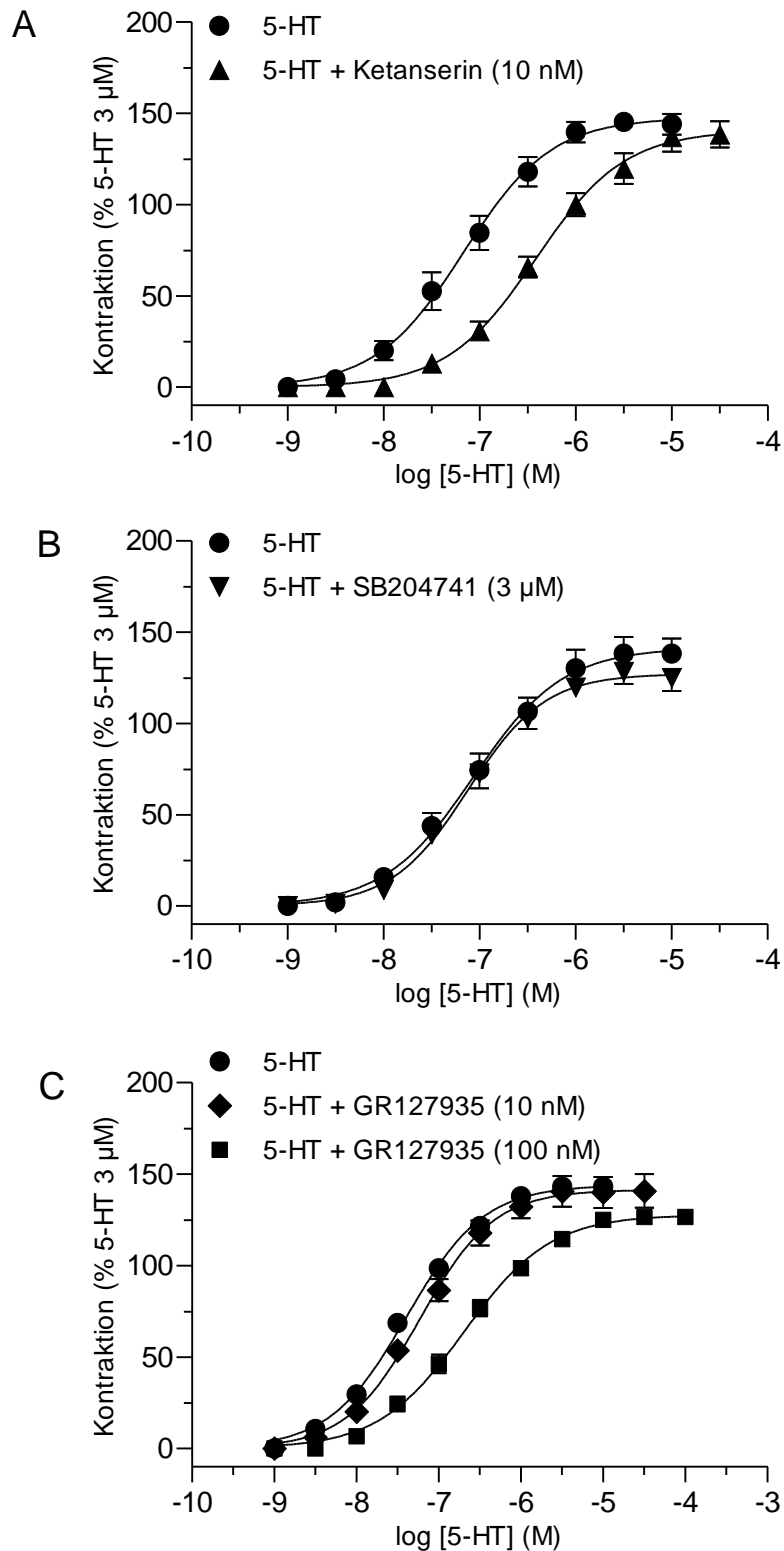 A
5-HT
5-HT + Ketanserin (10 nM)
Kontraktion (% 5-HT 3 µM)
200
150
100
50
0
-10 -9 -8 -7 -6 -5 -4
log [5-HT] (M)
B
5-HT
5-HT + SB204741 (3 µM)
Kontraktion (% 5-HT 3 µM)
200
150
100
50
0
-10 -9 -8 -7 -6 -5 -4
log [5-HT] (M)
C
5-HT
5-HT + GR127935 (10 nM)
5-HT + GR127935 (100 nM)
Kontraktion (% 5-HT 3 µM)
200
150
100
50
0
-10 -9 -8 -7 -6 -5 -4 -3
log [5-HT] (M)